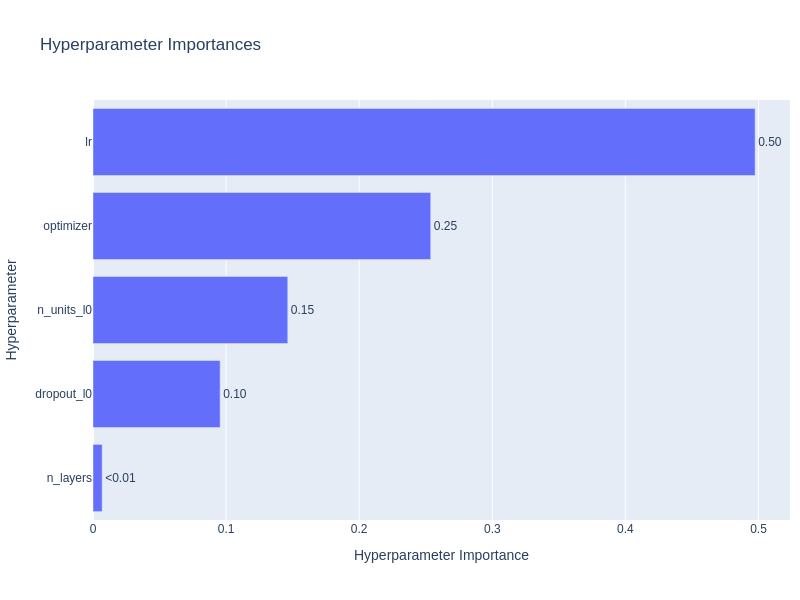 Hyperparameter Importances
lr
0.50
optimizer
0.25
n_units_l0
0.15
dropout_l0
0.10
n_layers
<0.01
0
0.1
0.2
0.3
0.4
0.5
Hyperparameter Importance
Hyperparameter